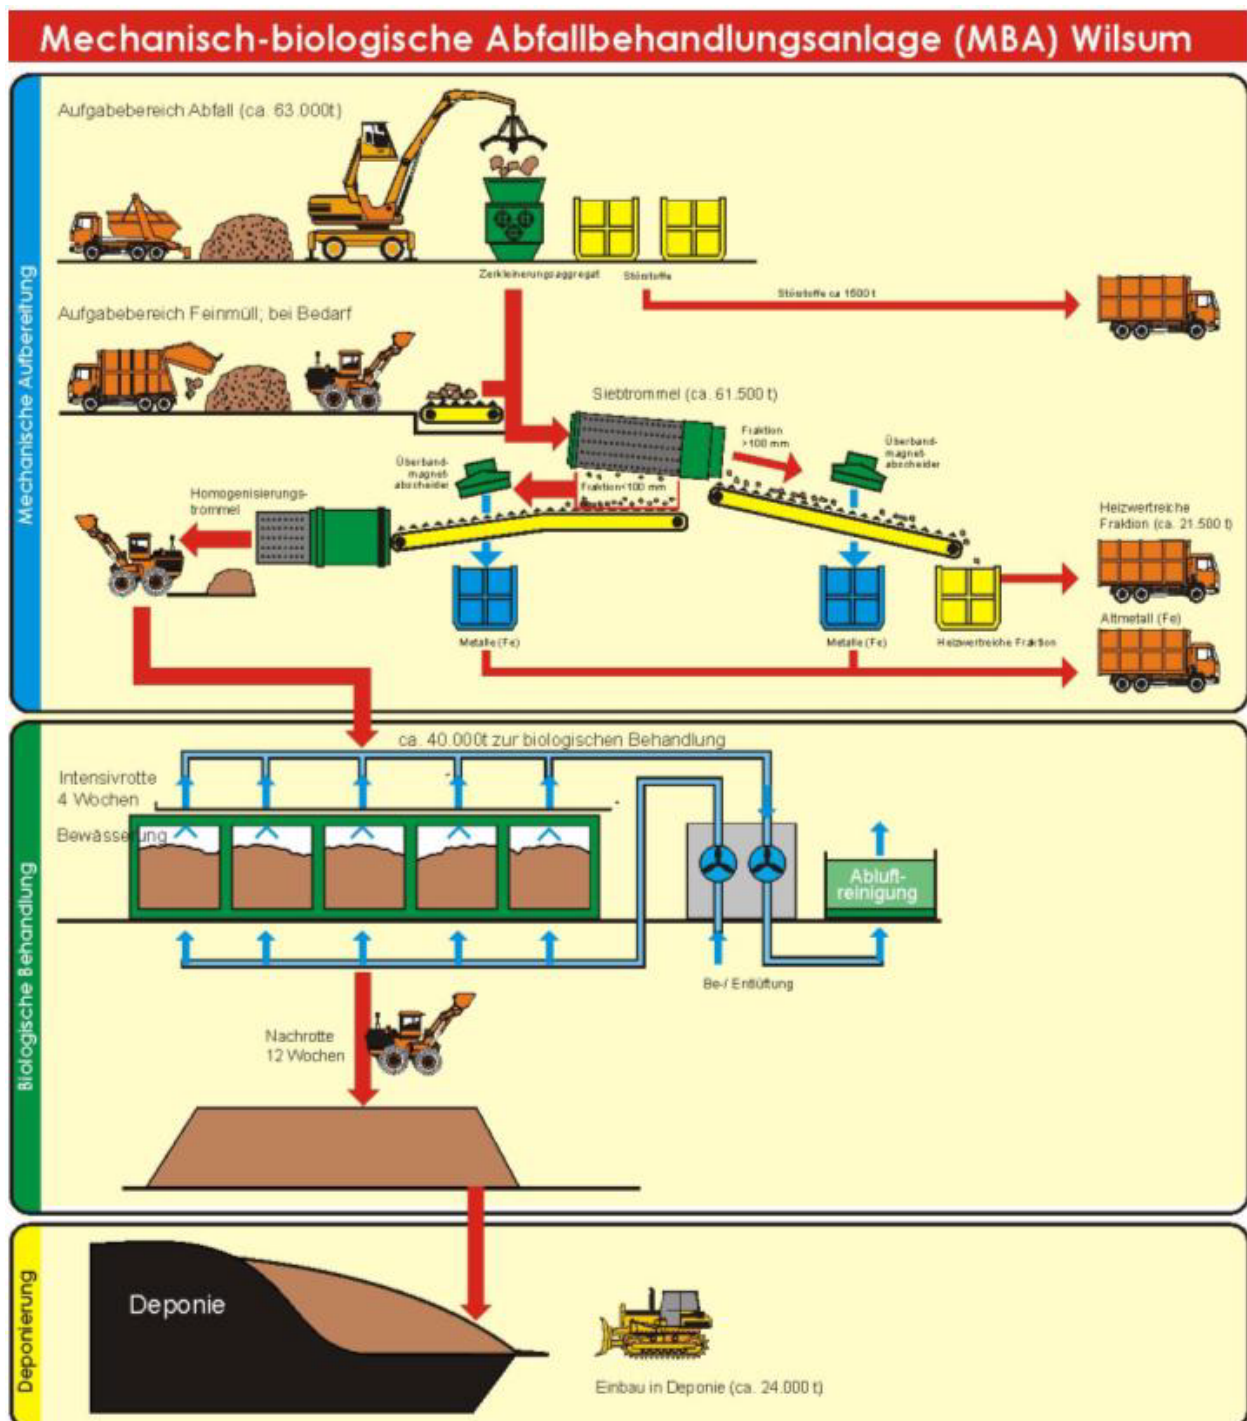 Mechanisch-biologische Abfallbehandlungsanlage (MBA) Wilsum
Mechanische Aufbereitung
Aufgabebereich Abfall (ca. 63.000t)
Zerkleinerungsaggregat
Störstoffe
Störstoffe ca 1600 t
Aufgabebereich Feinmüll; bei Bedarf
Siebtrommel (ca. 61.500 t)
Fraktion
>100 mm
Überband-
magneß-
abscheider
Überband-
magneß-
abscheider
Fraktion<100 mm
Homogenisierungs-
trommel
Heizwertreiche
Fraktion (ca. 21.500 t)
Metalle (Fe)
Metalle (Fe)
Heizwertreiche Fraktion
Altmetall (Fe)
Biologische Behandlung
ca. 40.000t zur biologischen Behandlung
Intensivrotte
4 Wochen
Bewässerung
Abluft-
reinigung
Be-/ Entlüftung
Nachrotte
12 Wochen
Deponierung
Deponie
Einbau in Deponie (ca. 24.000 t)